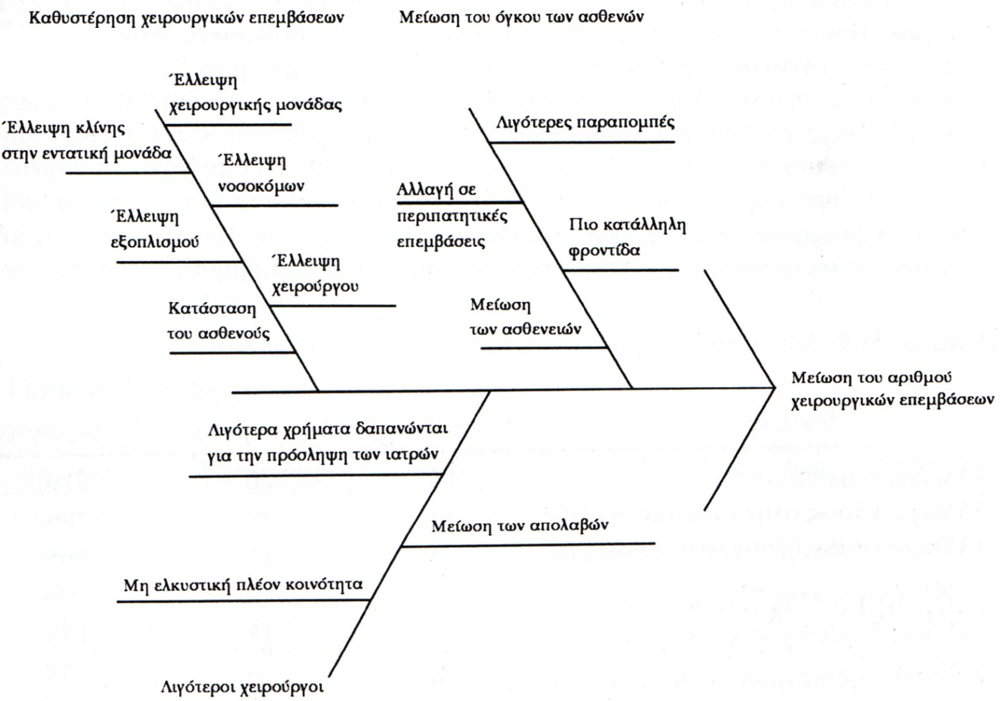 Καθυστέρηση χειρουργικών επεμβάσεων
Μείωση του όγκου των ασθενών
Έλλειψη
χειρουργικής μονάδας
Έλλειψη κλίνης
στην εντατική μονάδα
Έλλειψη
νοσοκόμων
Έλλειψη
εξοπλισμού
Έλλειψη
χειρούργου
Κατάσταση
του ασθενούς
Λιγότερες παραπομπές
Αλλαγή σε
περιπατητικές
επεμβάσεις
Πιο κατάλληλη
φροντίδα
Μείωση
των ασθενειών
Μείωση του αριθμού
χειρουργικών επεμβάσεων
Λιγότερα χρήματα δαπανώνται
για την πρόσληψη των ιατρών
Μείωση των απολαβών
Μη ελκυστική πλέον κοινότητα
Λιγότεροι χειρούργοι